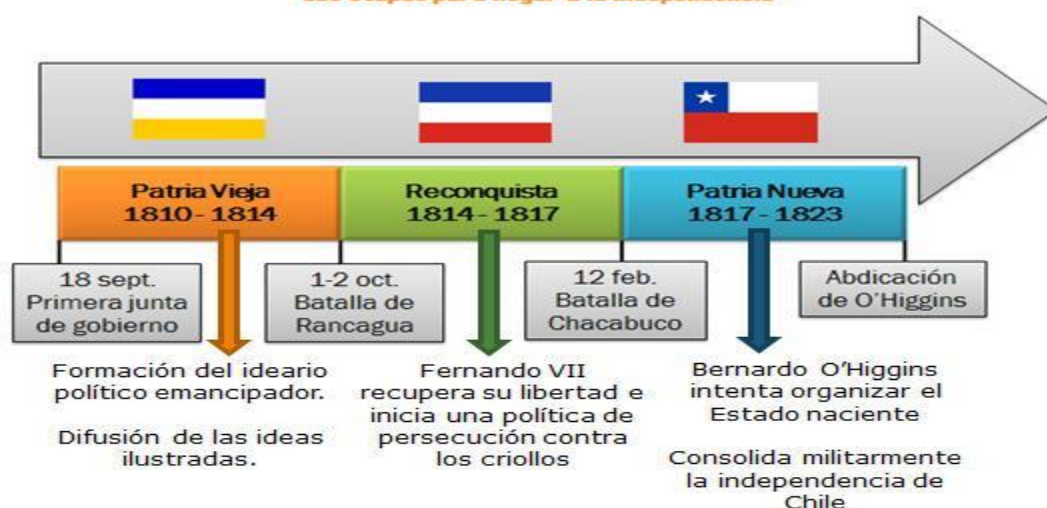 Patria Vieja
1810 - 1814
Reconquista
1814 - 1817
Patria Nueva
1817 - 1823
18 sept.
Primera junta
de gobierno
1-2 oct.
Batalla de
Rancagua
12 feb.
Batalla de
Chacabuco
Abdicación
de O'Higgins
Formación del ideario
político emancipador.
Difusión de las ideas
ilustradas.
Fernando VII
recupera su libertad e
inicia una política de
persecución contra
los criollos
Bernardo O'Higgins
intenta organizar el
Estado naciente
Consolida militarmente
la independencia de
Chile